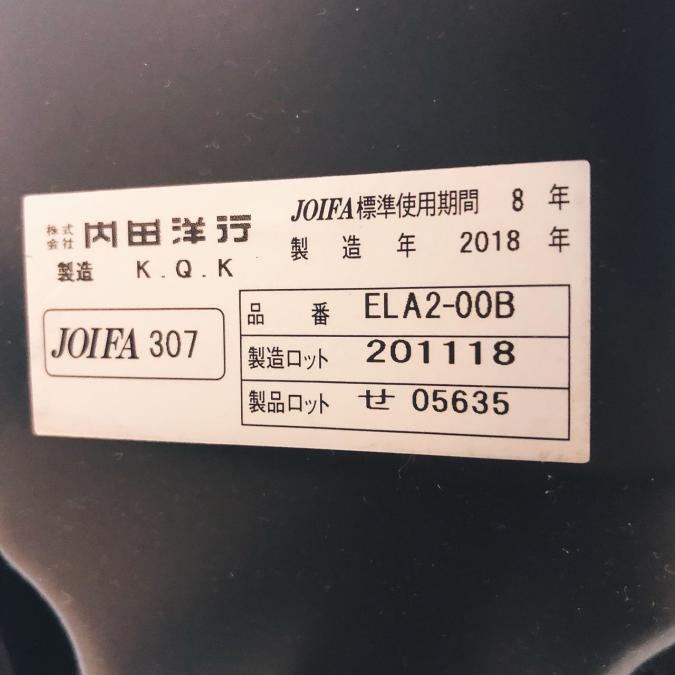 株式会社 内田洋行
製造 K.Q.K
JOIFA 307
JOIFA標準使用期間 8 年
製造年 2018 年
品番 ELA2-00B
製造ロット 201118
製品ロット せ 05635